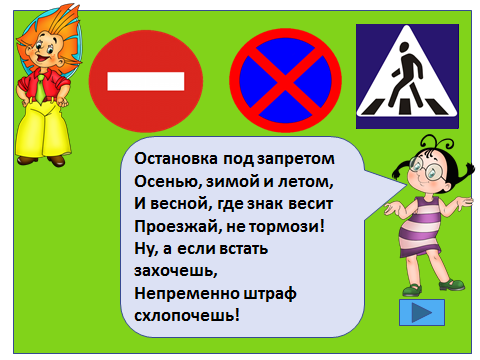 Остановка под запретом
Осенью, зимой и летом,
И весной, где знак весит
Проезжай, не тормози!
Ну, а если встать
захочешь,
Непременно штраф
схлопочешь!